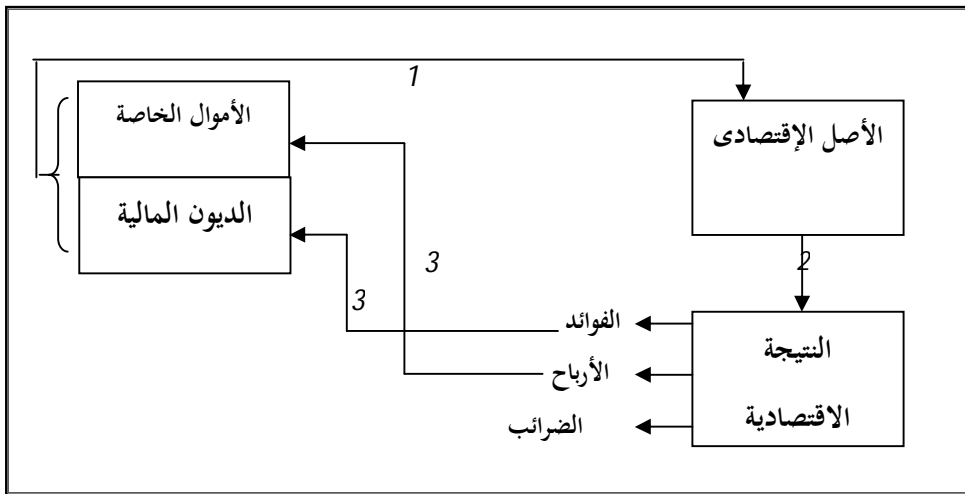 1
الأموال الخاصة
الأصل الإقتصادى
الديون المالية
3
2
3
الفوائد
النتيجة
الاقتصادية
الأرباح
الضرائب